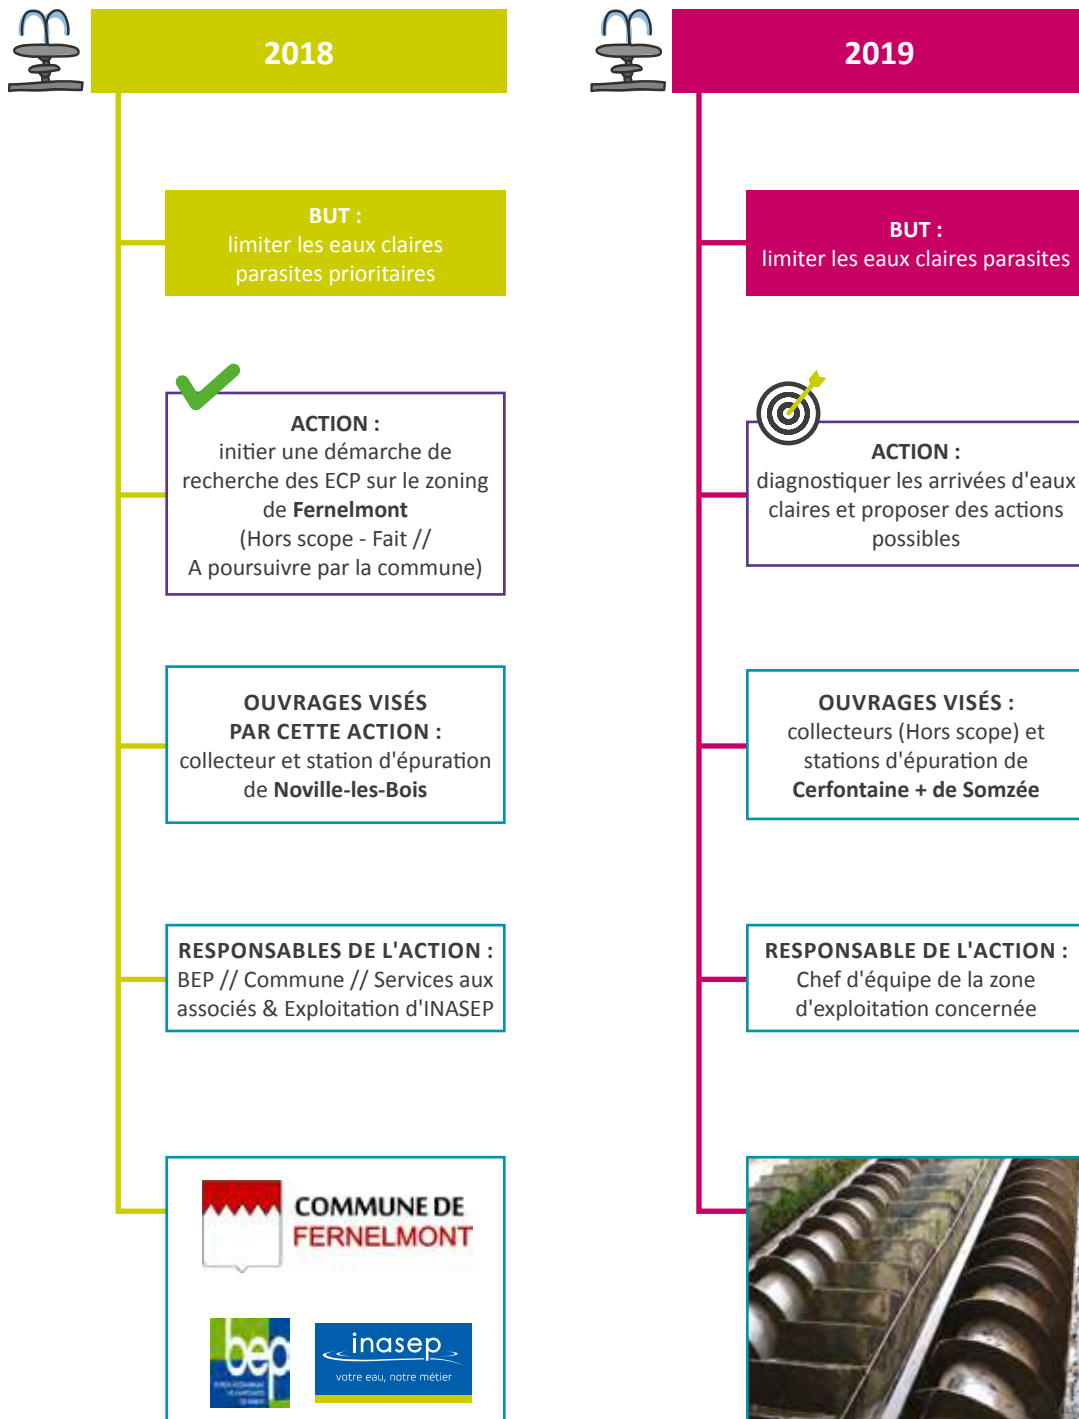 2018
BUT :
limiter les eaux claires
parasites prioritaires
ACTION :
initier une démarche de
recherche des ECP sur le zoning
de Fernelmont
(Hors scope - Fait //
A poursuivre par la commune)
OUVRAGES VISÉS
PAR CETTE ACTION :
collecteur et station d'épuration
de Noville-les-Bois
RESPONSABLES DE L'ACTION :
BEP // Commune // Services aux
associés & Exploitation d'INASEP
COMMUNE DE
FERNELMONT
bep
inasep
votre eau, notre métier
2019
BUT :
limiter les eaux claires parasites
ACTION :
diagnostiquer les arrivées d'eaux
claires et proposer des actions
possibles
OUVRAGES VISÉS :
collecteurs (Hors scope) et
stations d'épuration de
Cerfontaine + de Somzée
RESPONSABLE DE L'ACTION :
Chef d'équipe de la zone
d'exploitation concernée